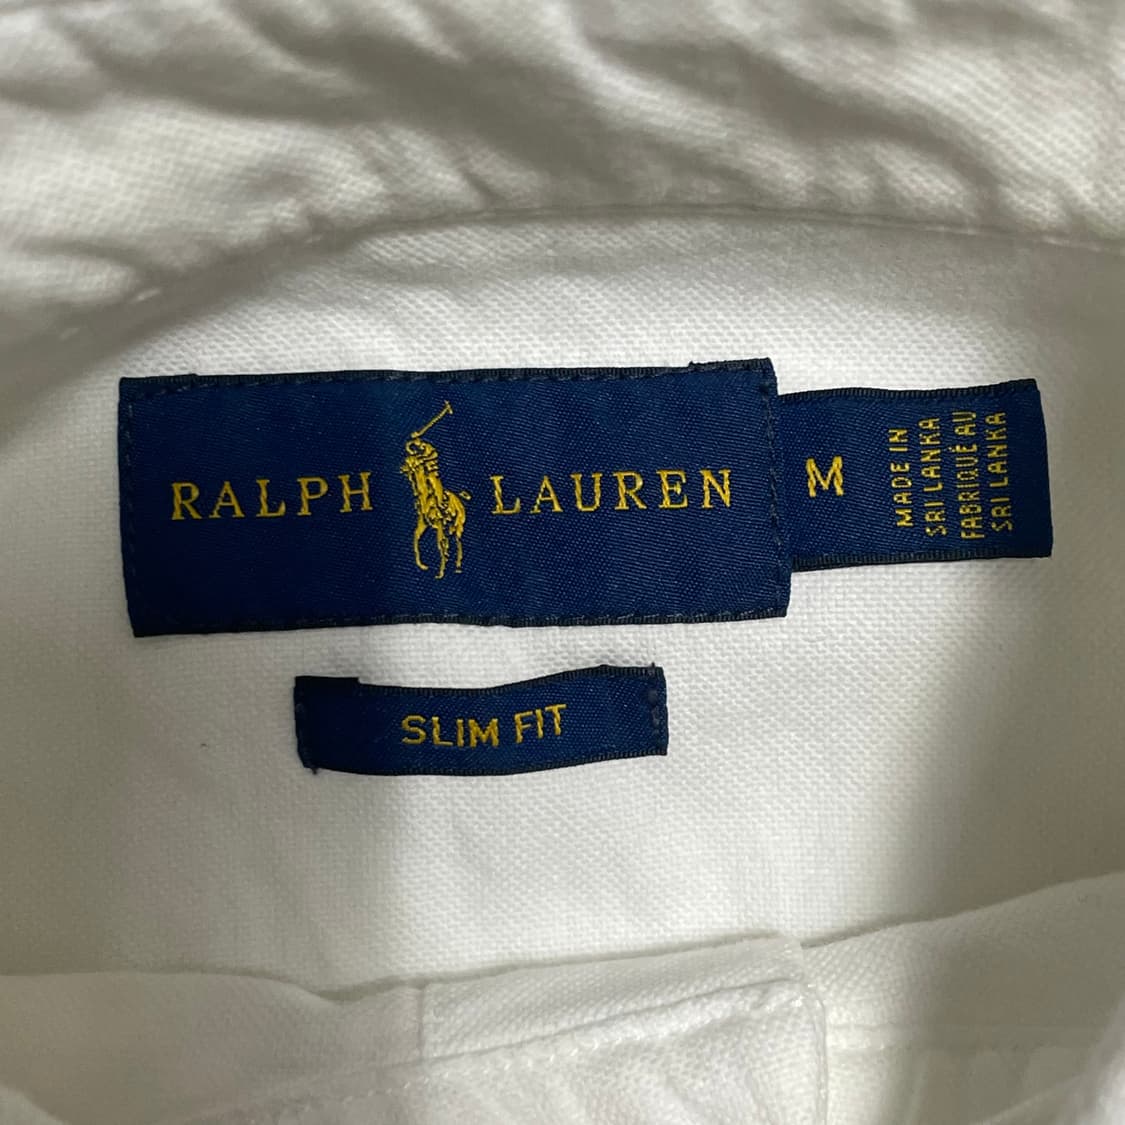 RALPH LAUREN
M
MADE IN
SRI LANKA
FABRIQUÉ AU
SRI LANKA
SLIM FIT